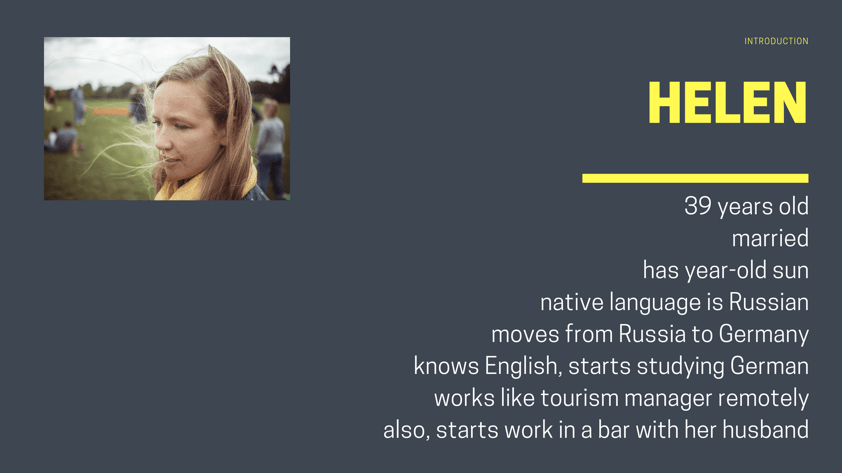 INTRODUCTION
HELEN
39 years old
married
has year-old sun
native language is Russian
moves from Russia to Germany
knows English, starts studying German
works like tourism manager remotely
also, starts work in a bar with her husband